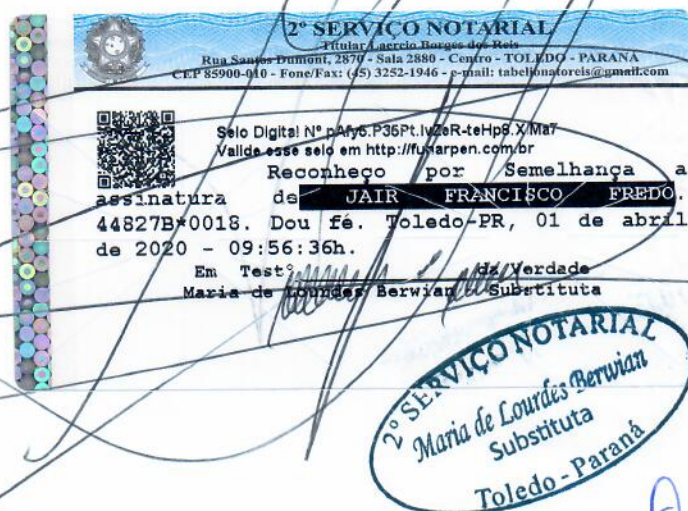 2º SERVIÇO NOTARIAL
Titular Laercio Borges dos Reis
Rua Santos Dumont, 2870 - Sala 2880 - Centro - TOLEDO - PARANÁ
CEP 85900-010 - Fone/Fax: (45) 3252-1946 - e-mail: tabelionatoreis@gmail.com
Selo Digital Nº pAfy5.P35Pt.IvZeR-teHp8.XjMa7
Valide esse selo em http://funarpen.com.br
Reconheço por Semelhança a
assinatura de JAIR FRANCISCO FREDO.
44827B*0018. Dou fé. Toledo-PR, 01 de abril
de 2020 - 09:56:36h.
Em Testº da Verdade
Maria de Lourdes Berwian Substituta
2º SERVIÇO NOTARIAL
Maria de Lourdes Berwian
Substituta
Toledo - Paraná